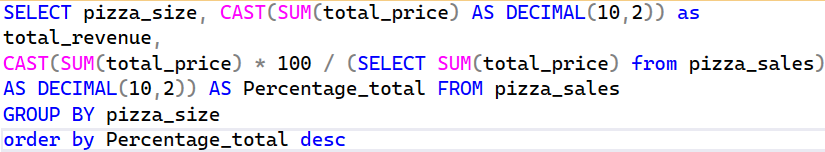 SELECT pizza_size, CAST(SUM(total_price) AS DECIMAL(10,2)) as
total_revenue,
CAST(SUM(total_price) * 100 / (SELECT SUM(total_price) from pizza_sales)
AS DECIMAL(10,2)) AS Percentage_total FROM pizza_sales
GROUP BY pizza_size
order by Percentage_total desc